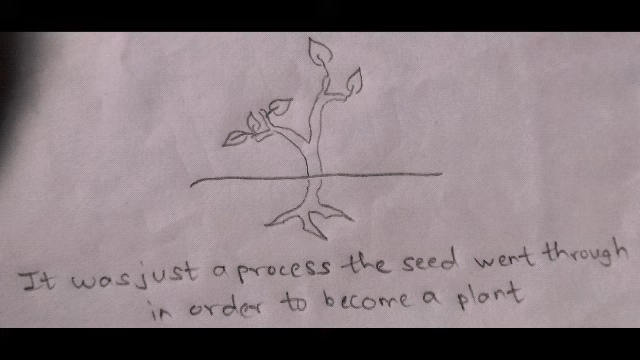 It was just a process the seed went through
in order to become a plant